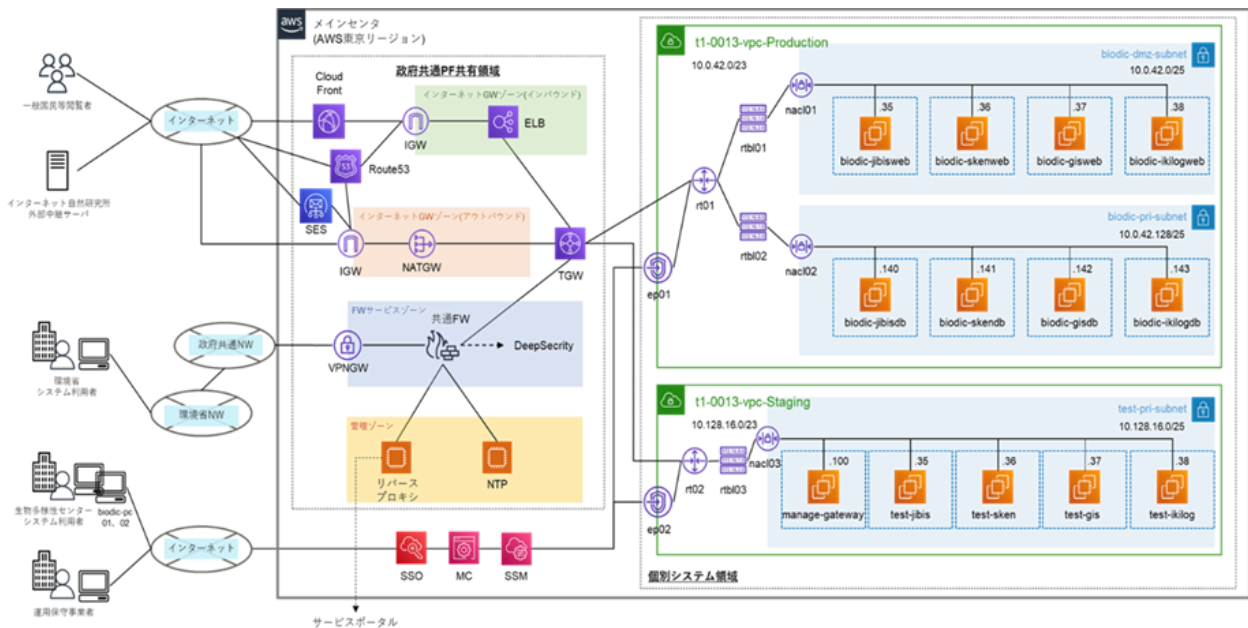 aws
メインセンタ
(AWS東京リージョン)
政府共通PF共有領域
Cloud
Front
インターネットGWゾーン(インバウンド)
IGW
ELB
53
Route53
SES
インターネットGWゾーン(アウトバウンド)
IGW
NATGW
TGW
FWサービスゾーン
共通FW
VPNGW
DeepSecrity
管理ゾーン
リバース
プロキシ
NTP
SSO
MC
SSM
サービスポータル
一般国民等閲覧者
インターネット
インターネット自然研究所
外部中継サーバ
政府共通NW
環境省
システム利用者
環境省NW
生物多様性センター
システム利用者
biodic-pc
01、02
インターネット
運用保守事業者
t1-0013-vpc-Production
10.0.42.0/23
biodic-dmz-subnet
10.0.42.0/25
nacl01
.35
.36
.37
.38
biodic-jibisweb
biodic-skenweb
biodic-gisweb
biodic-ikilogweb
rtbl01
rt01
biodic-pri-subnet
10.0.42.128/25
rtbl02
nacl02
.140
.141
.142
.143
biodic-jibisdb
biodic-skendb
biodic-gisdb
biodic-ikilogdb
ep01
t1-0013-vpc-Staging
10.128.16.0/23
test-pri-subnet
10.128.16.0/25
rt02
rtbl03
nacl03
.100
.35
.36
.37
.38
manage-gateway
test-jibis
test-sken
test-gis
test-ikilog
ep02
個別システム領域